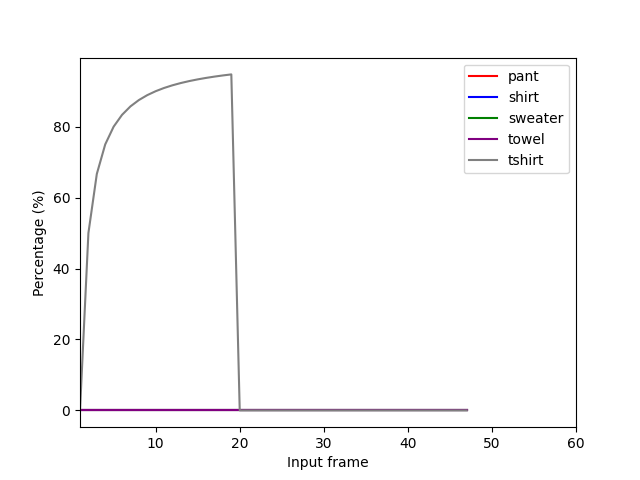 pant
shirt
sweater
towel
tshirt
Percentage (%)
80
60
40
20
0
10 20 30 40 50 60
Input frame